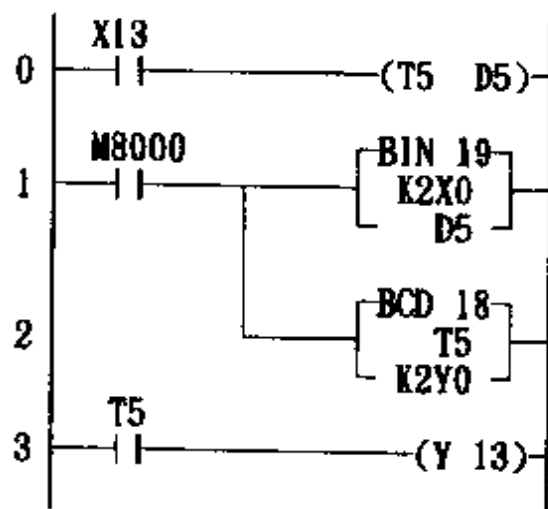 X13
0 (T5 D5)
M8000
1 BIN 19
K2X0
D5
2 BCD 18
T5
K2Y0
T5
3 (Y 13)